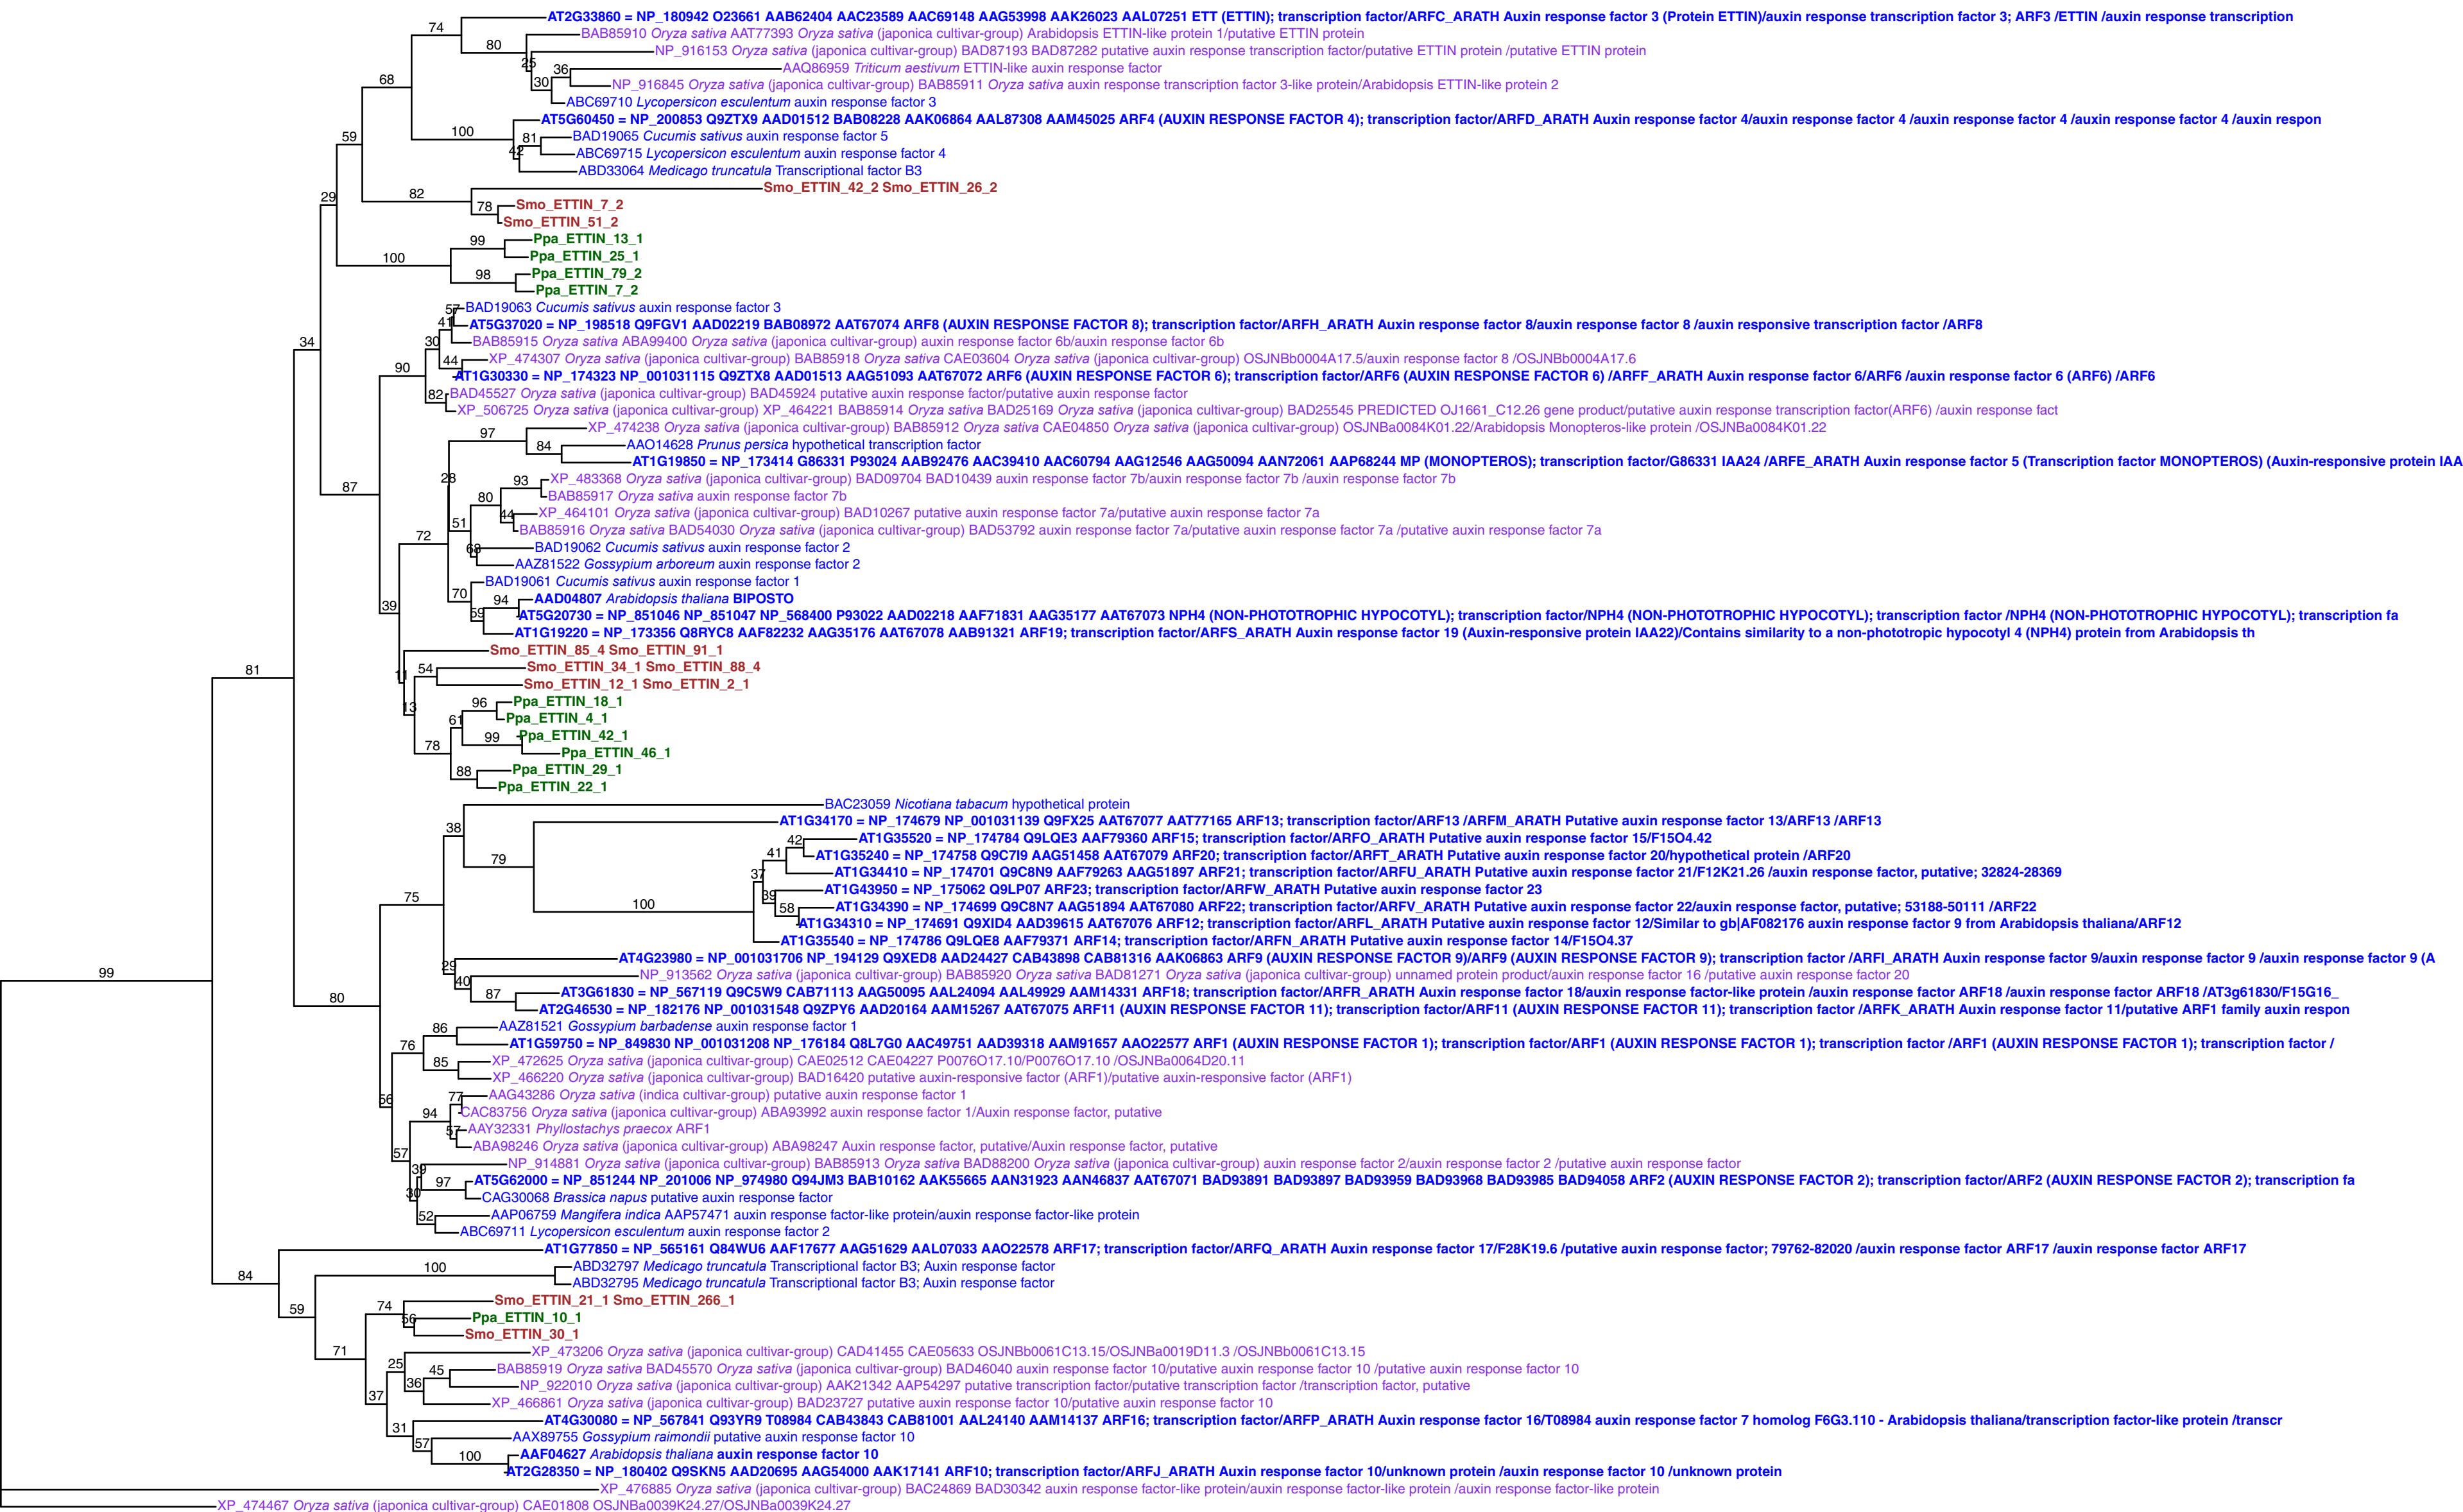 74
AT2G33860 = NP_180942 O23661 AAB62404 AAC23589 AAC69148 AAG53998 AAK26023 AAL07251 ETT (ETTIN); transcription factor/ARFC_ARATH Auxin response factor 3 (Protein ETTIN)/auxin response transcription factor 3; ARF3 /ETTIN /auxin response transcription
80
BAB85910 Oryza sativa AAT77393 Oryza sativa (japonica cultivar-group) Arabidopsis ETTIN-like protein 1/putative ETTIN protein
25
NP_916153 Oryza sativa (japonica cultivar-group) BAD87193 BAD87282 putative auxin response transcription factor/putative ETTIN protein /putative ETTIN protein
36
AAQ86959 Triticum aestivum ETTIN-like auxin response factor
68
30
NP_916845 Oryza sativa (japonica cultivar-group) BAB85911 Oryza sativa auxin response transcription factor 3-like protein/Arabidopsis ETTIN-like protein 2
ABC69710 Lycopersicon esculentum auxin response factor 3
AT5G60450 = NP_200853 Q9ZTX9 AAD01512 BAB08228 AAK06864 AAL87308 AAM45025 ARF4 (AUXIN RESPONSE FACTOR 4); transcription factor/ARFD_ARATH Auxin response factor 4/auxin response factor 4 /auxin response factor 4 /auxin response factor 4 /auxin respon
59
100
81
BAD19065 Cucumis sativus auxin response factor 5
42
ABC69715 Lycopersicon esculentum auxin response factor 4
ABD33064 Medicago truncatula Transcriptional factor B3
82
Smo_ETTIN_42_2 Smo_ETTIN_26_2
29
78
Smo_ETTIN_7_2
Smo_ETTIN_51_2
99
Ppa_ETTIN_13_1
100
Ppa_ETTIN_25_1
98
Ppa_ETTIN_79_2
Ppa_ETTIN_7_2
57
BAD19063 Cucumis sativus auxin response factor 3
41
AT5G37020 = NP_198518 Q9FGV1 AAD02219 BAB08972 AAT67074 ARF8 (AUXIN RESPONSE FACTOR 8); transcription factor/ARFH_ARATH Auxin response factor 8/auxin response factor 8 /auxin responsive transcription factor /ARF8
34
30
BAB85915 Oryza sativa ABA99400 Oryza sativa (japonica cultivar-group) auxin response factor 6b/auxin response factor 6b
90
44
XP_474307 Oryza sativa (japonica cultivar-group) BAB85918 Oryza sativa CAE03604 Oryza sativa (japonica cultivar-group) OSJNBb0004A17.5/auxin response factor 8 /OSJNBb0004A17.6
AT1G30330 = NP_174323 NP_001031115 Q9ZTX8 AAD01513 AAG51093 AAT67072 ARF6 (AUXIN RESPONSE FACTOR 6); transcription factor/ARF6 (AUXIN RESPONSE FACTOR 6) /ARFF_ARATH Auxin response factor 6/ARF6 /auxin response factor 6 (ARF6) /ARF6
82
BAD45527 Oryza sativa (japonica cultivar-group) BAD45924 putative auxin response factor/putative auxin response factor
XP_506725 Oryza sativa (japonica cultivar-group) XP_464221 BAB85914 Oryza sativa BAD25169 Oryza sativa (japonica cultivar-group) BAD25545 PREDICTED OJ1661_C12.26 gene product/putative auxin response transcription factor(ARF6) /auxin response fact
97
XP_474238 Oryza sativa (japonica cultivar-group) BAB85912 Oryza sativa CAE04850 Oryza sativa (japonica cultivar-group) OSJNBa0084K01.22/Arabidopsis Monopteros-like protein /OSJNBa0084K01.22
84
AAO14628 Prunus persica hypothetical transcription factor
AT1G19850 = NP_173414 G86331 P93024 AAB92476 AAC39410 AAC60794 AAG12546 AAG50094 AAN72061 AAP68244 MP (MONOPTEROS); transcription factor/G86331 IAA24 /ARFE_ARATH Auxin response factor 5 (Transcription factor MONOPTEROS) (Auxin-responsive protein IAA
87
28
93
XP_483368 Oryza sativa (japonica cultivar-group) BAD09704 BAD10439 auxin response factor 7b/auxin response factor 7b /auxin response factor 7b
80
BAB85917 Oryza sativa auxin response factor 7b
44
XP_464101 Oryza sativa (japonica cultivar-group) BAD10267 putative auxin response factor 7a/putative auxin response factor 7a
51
BAB85916 Oryza sativa BAD54030 Oryza sativa (japonica cultivar-group) BAD53792 auxin response factor 7a/putative auxin response factor 7a /putative auxin response factor 7a
72
68
BAD19062 Cucumis sativus auxin response factor 2
AAZ81522 Gossypium arboreum auxin response factor 2
70
BAD19061 Cucumis sativus auxin response factor 1
39
94
AAD04807 Arabidopsis thaliana BIPOSTO
59
AT5G20730 = NP_851046 NP_851047 NP_568400 P93022 AAD02218 AAF71831 AAG35177 AAT67073 NPH4 (NON-PHOTOTROPHIC HYPOCOTYL); transcription factor/NPH4 (NON-PHOTOTROPHIC HYPOCOTYL); transcription factor /NPH4 (NON-PHOTOTROPHIC HYPOCOTYL); transcription fa
AT1G19220 = NP_173356 Q8RYC8 AAF82232 AAG35176 AAT67078 AAB91321 ARF19; transcription factor/ARFS_ARATH Auxin response factor 19 (Auxin-responsive protein IAA22)/Contains similarity to a non-phototropic hypocotyl 4 (NPH4) protein from Arabidopsis th
Smo_ETTIN_85_4 Smo_ETTIN_91_1
81
11
54
Smo_ETTIN_34_1 Smo_ETTIN_88_4
Smo_ETTIN_12_1 Smo_ETTIN_2_1
13
96
Ppa_ETTIN_18_1
61
Ppa_ETTIN_4_1
99
Ppa_ETTIN_42_1
78
Ppa_ETTIN_46_1
88
Ppa_ETTIN_29_1
Ppa_ETTIN_22_1
BAC23059 Nicotiana tabacum hypothetical protein
38
AT1G34170 = NP_174679 NP_001031139 Q9FX25 AAT67077 AAT77165 ARF13; transcription factor/ARF13 /ARFM_ARATH Putative auxin response factor 13/ARF13 /ARF13
42
AT1G35520 = NP_174784 Q9LQE3 AAF79360 ARF15; transcription factor/ARFO_ARATH Putative auxin response factor 15/F15O4.42
79
41
AT1G35240 = NP_174758 Q9C7I9 AAG51458 AAT67079 ARF20; transcription factor/ARFT_ARATH Putative auxin response factor 20/hypothetical protein /ARF20
37
AT1G34410 = NP_174701 Q9C8N9 AAF79263 AAG51897 ARF21; transcription factor/ARFU_ARATH Putative auxin response factor 21/F12K21.26 /auxin response factor, putative; 32824-28369
39
AT1G43950 = NP_175062 Q9LP07 ARF23; transcription factor/ARFW_ARATH Putative auxin response factor 23
75
100
58
AT1G34390 = NP_174699 Q9C8N7 AAG51894 AAT67080 ARF22; transcription factor/ARFV_ARATH Putative auxin response factor 22/auxin response factor, putative; 53188-50111 /ARF22
AT1G34310 = NP_174691 Q9XID4 AAD39615 AAT67076 ARF12; transcription factor/ARFL_ARATH Putative auxin response factor 12/Similar to gb|AF082176 auxin response factor 9 from Arabidopsis thaliana/ARF12
AT1G35540 = NP_174786 Q9LQE8 AAF79371 ARF14; transcription factor/ARFN_ARATH Putative auxin response factor 14/F15O4.37
29
AT4G23980 = NP_001031706 NP_194129 Q9XED8 AAD24427 CAB43898 CAB81316 AAK06863 ARF9 (AUXIN RESPONSE FACTOR 9)/ARF9 (AUXIN RESPONSE FACTOR 9); transcription factor /ARFI_ARATH Auxin response factor 9/auxin response factor 9 /auxin response factor 9 (A
99
40
NP_913562 Oryza sativa (japonica cultivar-group) BAB85920 Oryza sativa BAD81271 Oryza sativa (japonica cultivar-group) unnamed protein product/auxin response factor 16 /putative auxin response factor 20
80
87
AT3G61830 = NP_567119 Q9C5W9 CAB71113 AAG50095 AAL24094 AAL49929 AAM14331 ARF18; transcription factor/ARFR_ARATH Auxin response factor 18/auxin response factor-like protein /auxin response factor ARF18 /auxin response factor ARF18 /AT3g61830/F15G16_
AT2G46530 = NP_182176 NP_001031548 Q9ZPY6 AAD20164 AAM15267 AAT67075 ARF11 (AUXIN RESPONSE FACTOR 11); transcription factor/ARF11 (AUXIN RESPONSE FACTOR 11); transcription factor /ARFK_ARATH Auxin response factor 11/putative ARF1 family auxin respon
86
AAZ81521 Gossypium barbadense auxin response factor 1
76
AT1G59750 = NP_849830 NP_001031208 NP_176184 Q8L7G0 AAC49751 AAD39318 AAM91657 AAO22577 ARF1 (AUXIN RESPONSE FACTOR 1); transcription factor/ARF1 (AUXIN RESPONSE FACTOR 1); transcription factor /ARF1 (AUXIN RESPONSE FACTOR 1); transcription factor /
85
XP_472625 Oryza sativa (japonica cultivar-group) CAE02512 CAE04227 P0076O17.10/P0076O17.10 /OSJNBa0064D20.11
XP_466220 Oryza sativa (japonica cultivar-group) BAD16420 putative auxin-responsive factor (ARF1)/putative auxin-responsive factor (ARF1)
56
77
AAG43286 Oryza sativa (indica cultivar-group) putative auxin response factor 1
94
CAC83756 Oryza sativa (japonica cultivar-group) ABA93992 auxin response factor 1/Auxin response factor, putative
57
AAY32331 Phyllostachys praecox ARF1
57
ABA98246 Oryza sativa (japonica cultivar-group) ABA98247 Auxin response factor, putative/Auxin response factor, putative
39
NP_914881 Oryza sativa (japonica cultivar-group) BAB85913 Oryza sativa BAD88200 Oryza sativa (japonica cultivar-group) auxin response factor 2/auxin response factor 2 /putative auxin response factor
30
97
AT5G62000 = NP_851244 NP_201006 NP_974980 Q94JM3 BAB10162 AAK55665 AAN31923 AAN46837 AAT67071 BAD93891 BAD93897 BAD93959 BAD93968 BAD93985 BAD94058 ARF2 (AUXIN RESPONSE FACTOR 2); transcription factor/ARF2 (AUXIN RESPONSE FACTOR 2); transcription fa
CAG30068 Brassica napus putative auxin response factor
52
AAP06759 Mangifera indica AAP57471 auxin response factor-like protein/auxin response factor-like protein
ABC69711 Lycopersicon esculentum auxin response factor 2
AT1G77850 = NP_565161 Q84WU6 AAF17677 AAG51629 AAL07033 AAO22578 ARF17; transcription factor/ARFQ_ARATH Auxin response factor 17/F28K19.6 /putative auxin response factor; 79762-82020 /auxin response factor ARF17 /auxin response factor ARF17
84
100
ABD32797 Medicago truncatula Transcriptional factor B3; Auxin response factor
ABD32795 Medicago truncatula Transcriptional factor B3; Auxin response factor
59
74
Smo_ETTIN_21_1 Smo_ETTIN_266_1
56
Ppa_ETTIN_10_1
Smo_ETTIN_30_1
71
XP_473206 Oryza sativa (japonica cultivar-group) CAD41455 CAE05633 OSJNBb0061C13.15/OSJNBa0019D11.3 /OSJNBb0061C13.15
25
45
BAB85919 Oryza sativa BAD45570 Oryza sativa (japonica cultivar-group) BAD46040 auxin response factor 10/putative auxin response factor 10 /putative auxin response factor 10
36
NP_922010 Oryza sativa (japonica cultivar-group) AAK21342 AAP54297 putative transcription factor/putative transcription factor /transcription factor, putative
37
XP_466861 Oryza sativa (japonica cultivar-group) BAD23727 putative auxin response factor 10/putative auxin response factor 10
31
AT4G30080 = NP_567841 Q93YR9 T08984 CAB43843 CAB81001 AAL24140 AAM14137 ARF16; transcription factor/ARFP_ARATH Auxin response factor 16/T08984 auxin response factor 7 homolog F6G3.110 - Arabidopsis thaliana/transcription factor-like protein /transcr
57
AAX89755 Gossypium raimondii putative auxin response factor 10
100
AAF04627 Arabidopsis thaliana auxin response factor 10
AT2G28350 = NP_180402 Q9SKN5 AAD20695 AAG54000 AAK17141 ARF10; transcription factor/ARFJ_ARATH Auxin response factor 10/unknown protein /auxin response factor 10 /unknown protein
XP_476885 Oryza sativa (japonica cultivar-group) BAC24869 BAD30342 auxin response factor-like protein/auxin response factor-like protein /auxin response factor-like protein
XP_474467 Oryza sativa (japonica cultivar-group) CAE01808 OSJNBa0039K24.27/OSJNBa0039K24.27